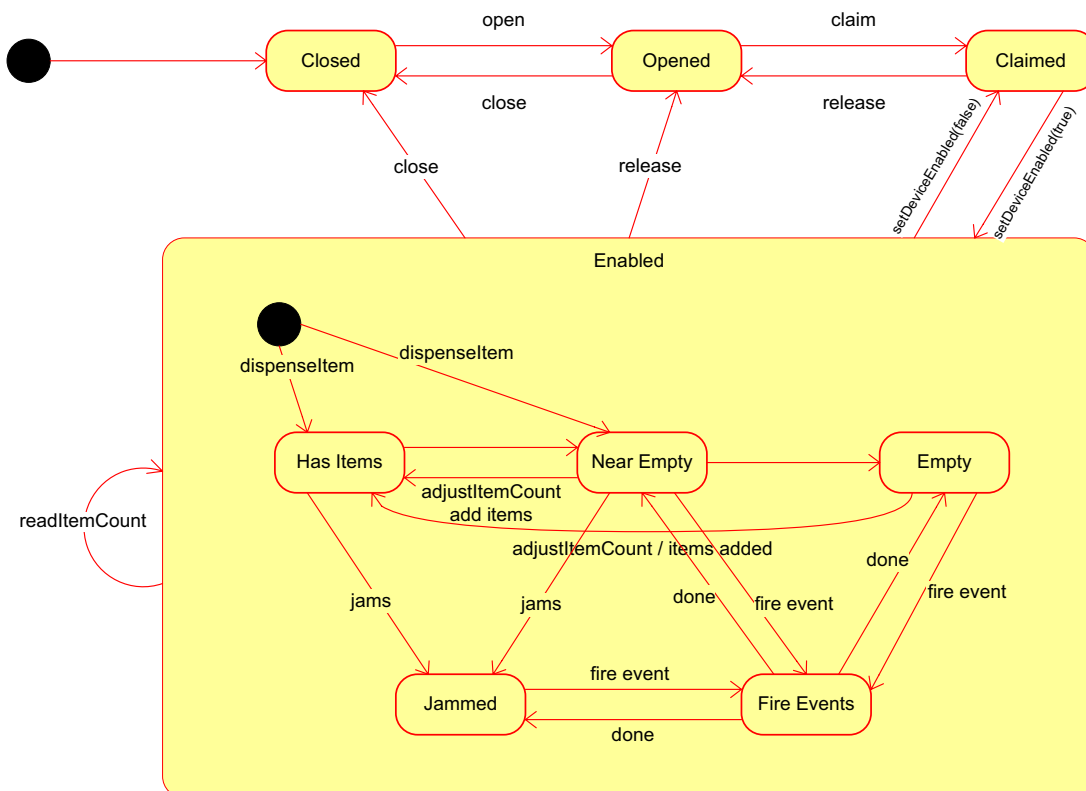 open
claim
Closed
Opened
Claimed
close
release
close
release
setDeviceEnabled(false)
setDeviceEnabled(true)
Enabled
dispenseItem
dispenseItem
Has Items
Near Empty
Empty
adjustItemCount
add items
readItemCount
adjustItemCount / items added
done
jams
jams
done
fire event
fire event
fire event
Jammed
Fire Events
done